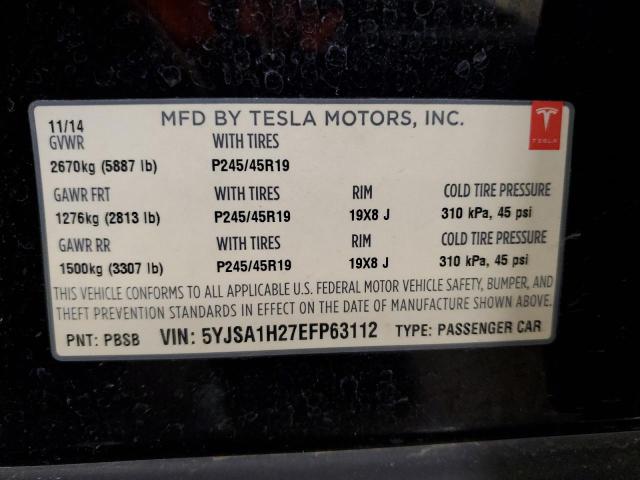 11/14 MFD BY TESLA MOTORS, INC.
TESLA
GVWR WITH TIRES
2670kg (5887 lb) P245/45R19
GAWR FRT WITH TIRES RIM COLD TIRE PRESSURE
1276kg (2813 lb) P245/45R19 19X8 J 310 kPa, 45 psi
GAWR RR WITH TIRES RIM COLD TIRE PRESSURE
1500kg (3307 lb) P245/45R19 19X8 J 310 kPa, 45 psi
THIS VEHICLE CONFORMS TO ALL APPLICABLE U.S. FEDERAL MOTOR VEHICLE SAFETY, BUMPER, AND
THEFT PREVENTION STANDARDS IN EFFECT ON THE DATE OF MANUFACTURE SHOWN ABOVE.
PNT: PBSB VIN: 5YJSA1H27EFP63112 TYPE: PASSENGER CAR